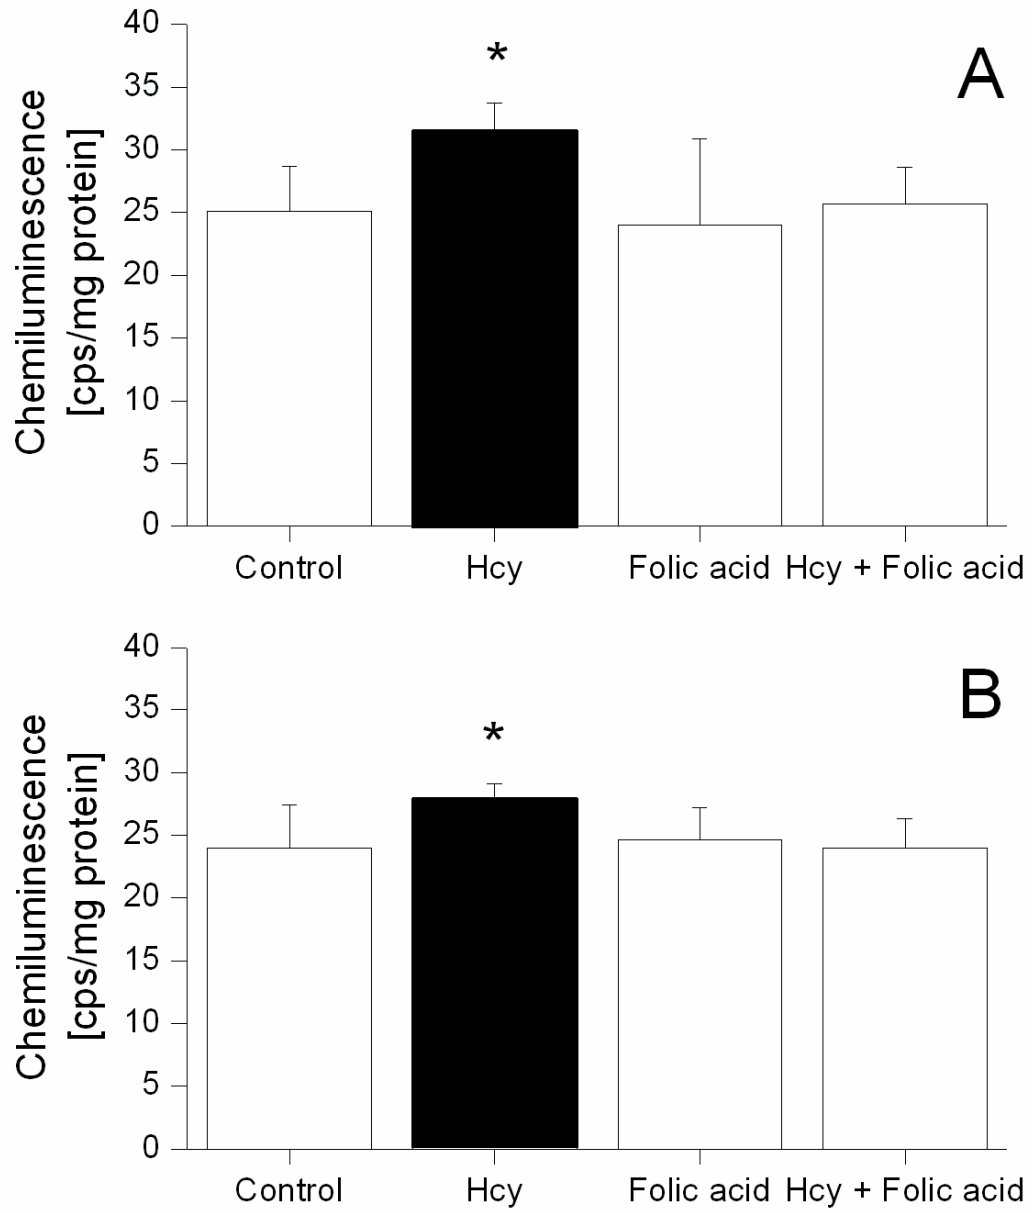 A
Chemiluminescence
[cps/mg protein]
40
35
30
25
20
15
10
5
0
*
Control
Hcy
Folic acid
Hcy + Folic acid
B
Chemiluminescence
[cps/mg protein]
40
35
30
25
20
15
10
5
0
*
Control
Hcy
Folic acid
Hcy + Folic acid